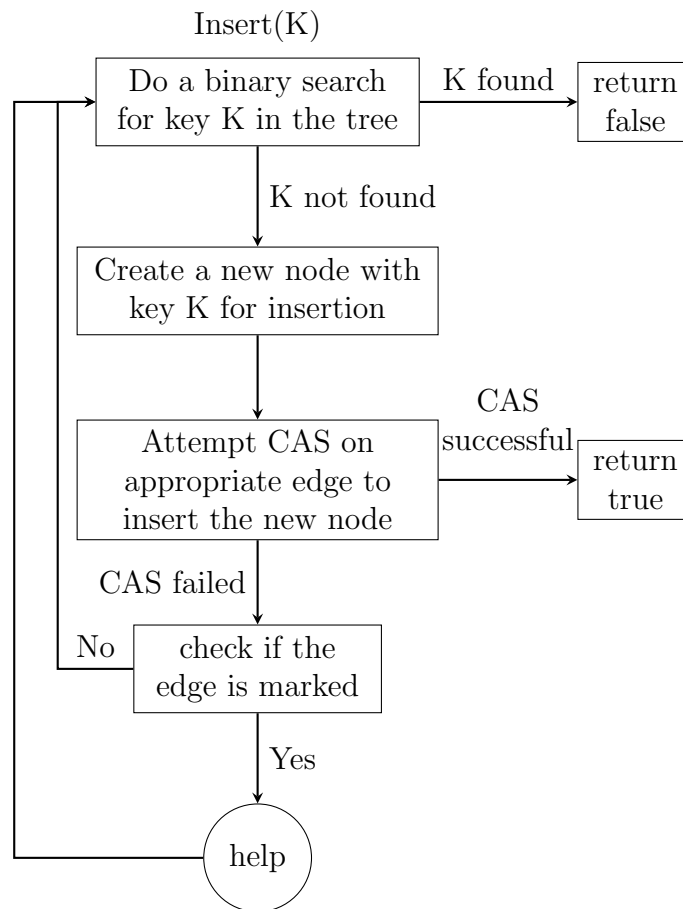 Insert(K)
Do a binary search
for key K in the tree
K found
return
false
K not found
Create a new node with
key K for insertion
CAS
successful
Attempt CAS on
appropriate edge to
insert the new node
return
true
CAS failed
No
check if the
edge is marked
Yes
help